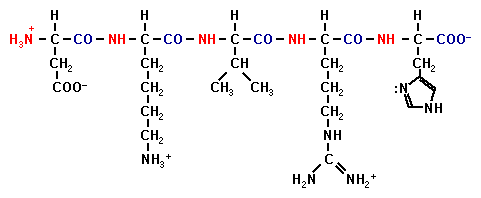 H H H H H
H₃N⁺ C CO NH C CO NH C CO NH C CO NH C COO⁻
CH₂ CH₂ CH CH₂ CH₂
COO⁻ CH₂ CH₃ CH₃ CH₂ :N NH
CH₂ CH₂
CH₂ NH
NH₃⁺ C
H₂N NH₂⁺